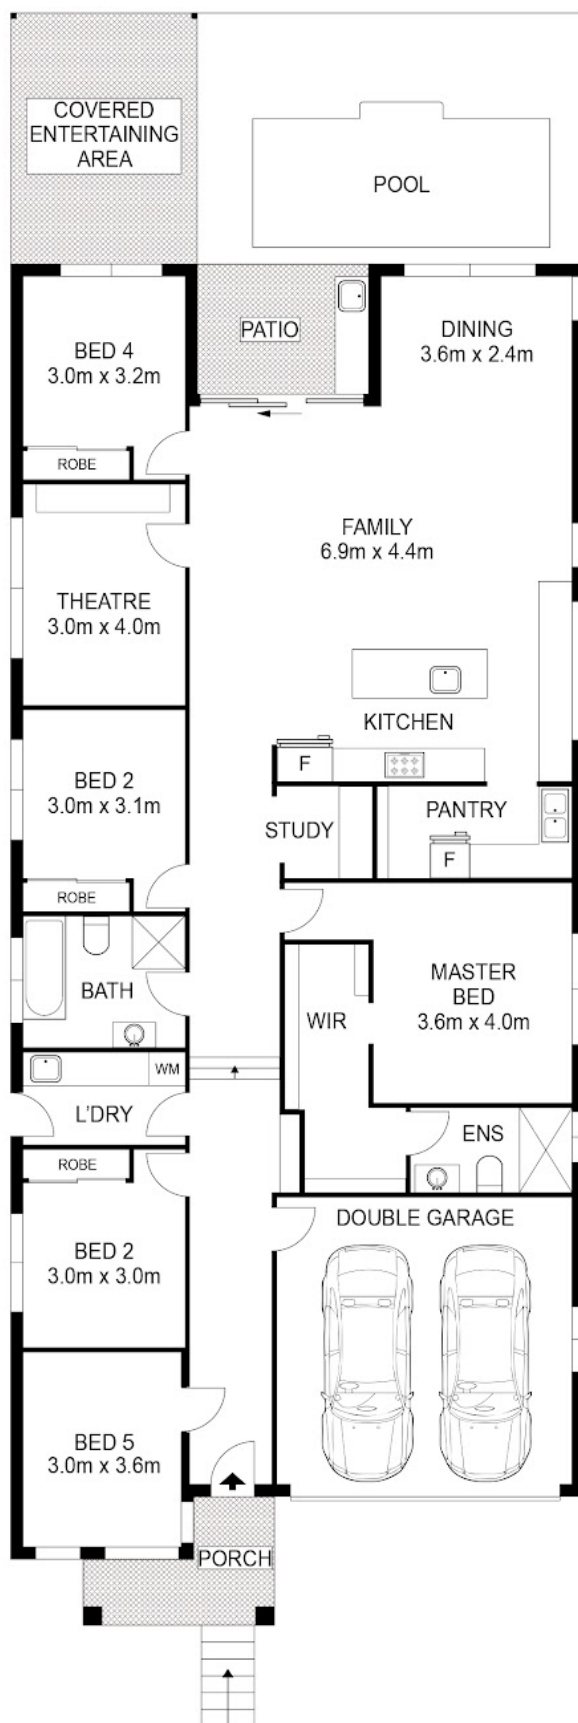 COVERED
ENTERTAINING
AREA
POOL
PATIO
DINING
3.6m x 2.4m
BED 4
3.0m x 3.2m
ROBE
FAMILY
6.9m x 4.4m
THEATRE
3.0m x 4.0m
KITCHEN
F
BED 2
3.0m x 3.1m
STUDY
PANTRY
F
ROBE
BATH
MASTER
BED
3.6m x 4.0m
WIR
WM
L'DRY
ENS
ROBE
DOUBLE GARAGE
BED 2
3.0m x 3.0m
BED 5
3.0m x 3.6m
PORCH